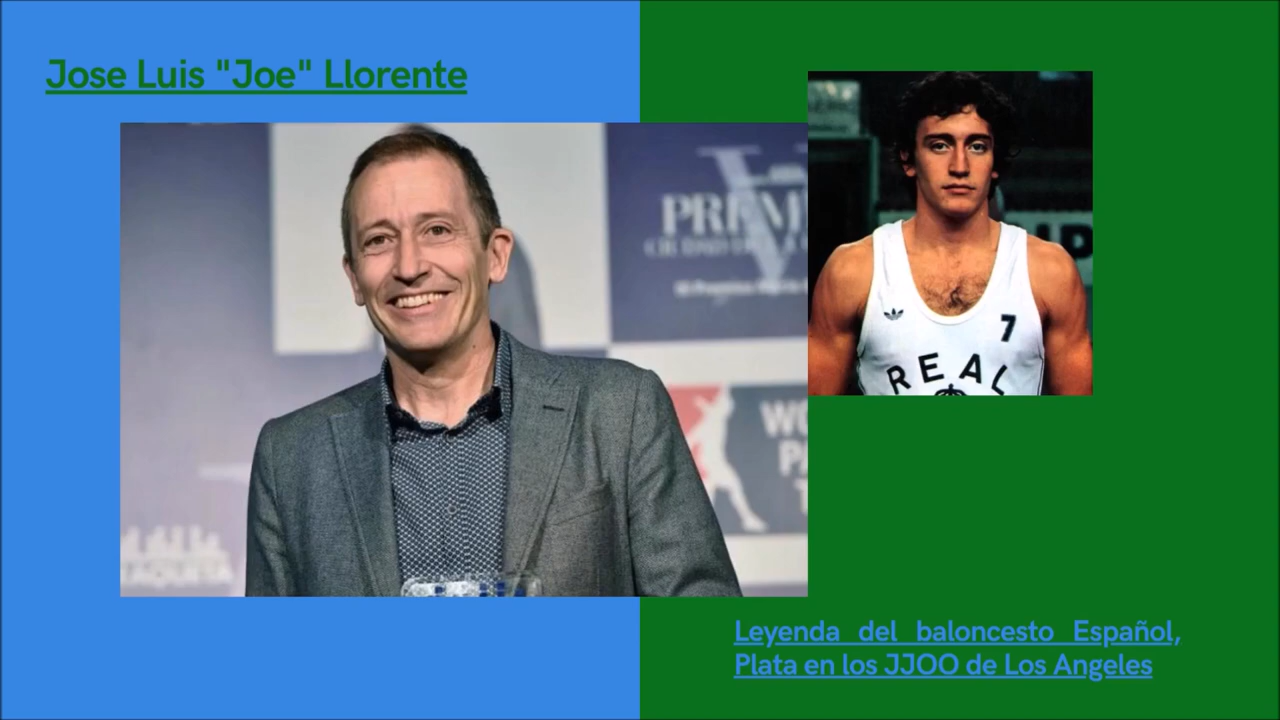 Jose Luis "Joe" Llorente
7
REAL
Leyenda del baloncesto Español,
Plata en los JJOO de Los Angeles